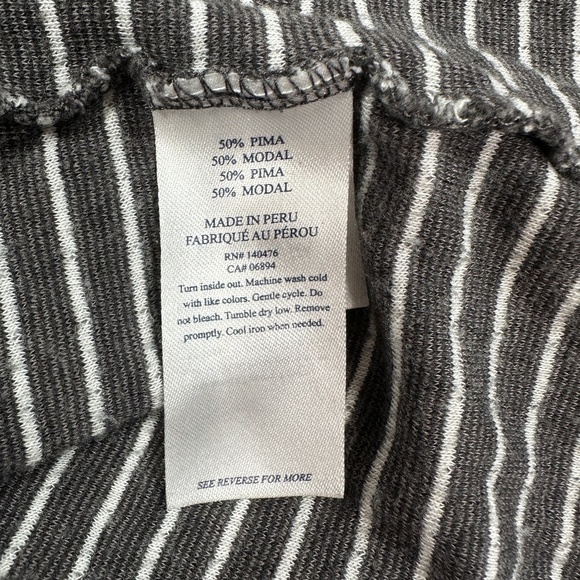 50% PIMA
50% MODAL
50% PIMA
50% MODAL
MADE IN PERU
FABRIQUÉ AU PÉROU
RN# 140476
CA# 06894
Turn inside out. Machine wash cold
with like colors. Gentle cycle. Do
not bleach. Tumble dry low. Remove
promptly. Cool iron when needed.
SEE REVERSE FOR MORE